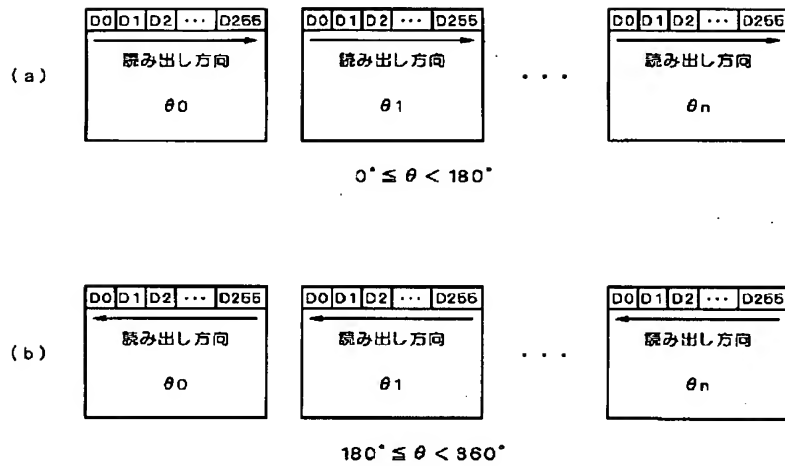 D0 D1 D2 ... D255 D0 D1 D2 ... D255 D0 D1 D2 ... D255
読み出し方向 読み出し方向 読み出し方向
(a) ・・・
θ0 θ1 θn
0°≦ θ < 180°
D0 D1 D2 ... D255 D0 D1 D2 ... D255 D0 D1 D2 ... D255
読み出し方向 読み出し方向 読み出し方向
(b) ・・・
θ0 θ1 θn
180°≦ θ < 360°